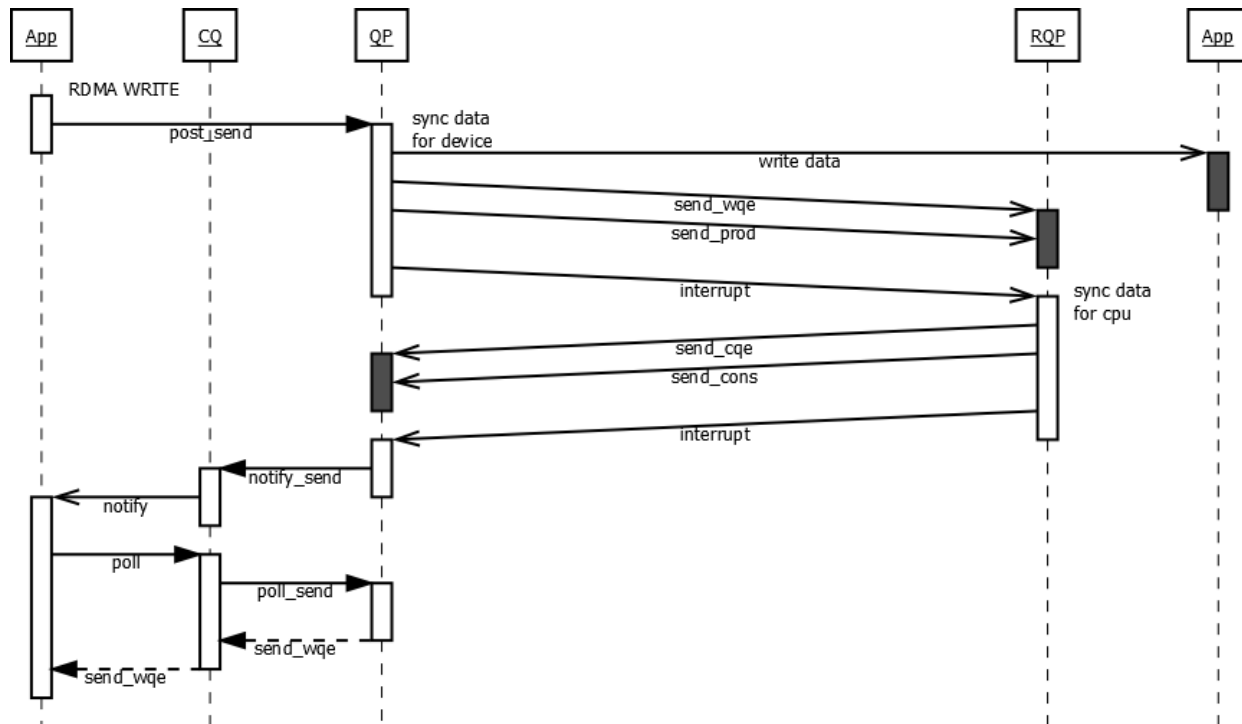 App
CQ
QP
RQP
App
RDMA WRITE
post_send
sync data
for device
write data
send_wqe
send_prod
interrupt
sync data
for cpu
send_cqe
send_cons
interrupt
notify_send
notify
poll
poll_send
send_wqe
send_wqe